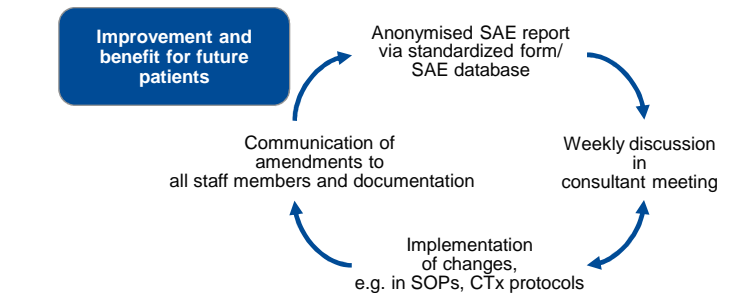 Improvement and
benefit for future
patients
Anonymised SAE report
via standardized form/
SAE database
Weekly discussion
in
consultant meeting
Implementation
of changes,
e.g. in SOPs, CTx protocols
Communication of
amendments to
all staff members and documentation